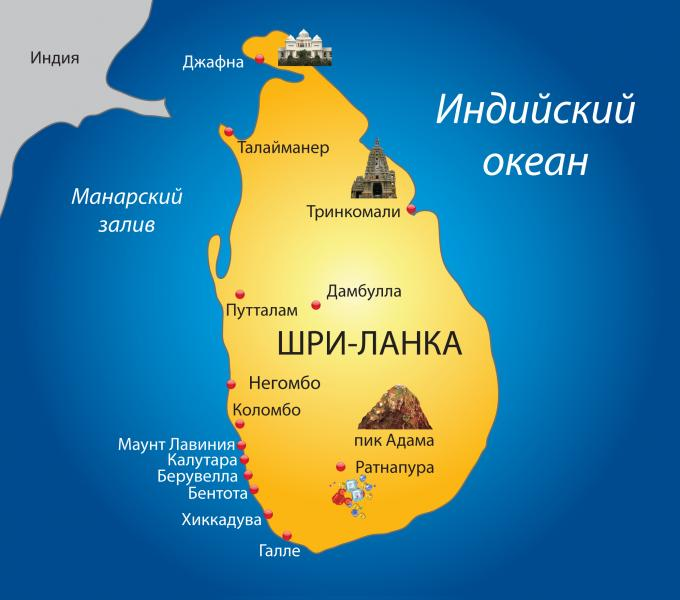 Индия
Джафна
Индийский
океан
Талайманер
Манарский
залив
Тринкомали
Дамбулла
Путталам
ШРИ-ЛАНКА
Негомбо
Коломбо
пик Адама
Маунт Лавиния
Калутара
Ратнапура
Берувелла
Бентота
Хиккадува
Галле